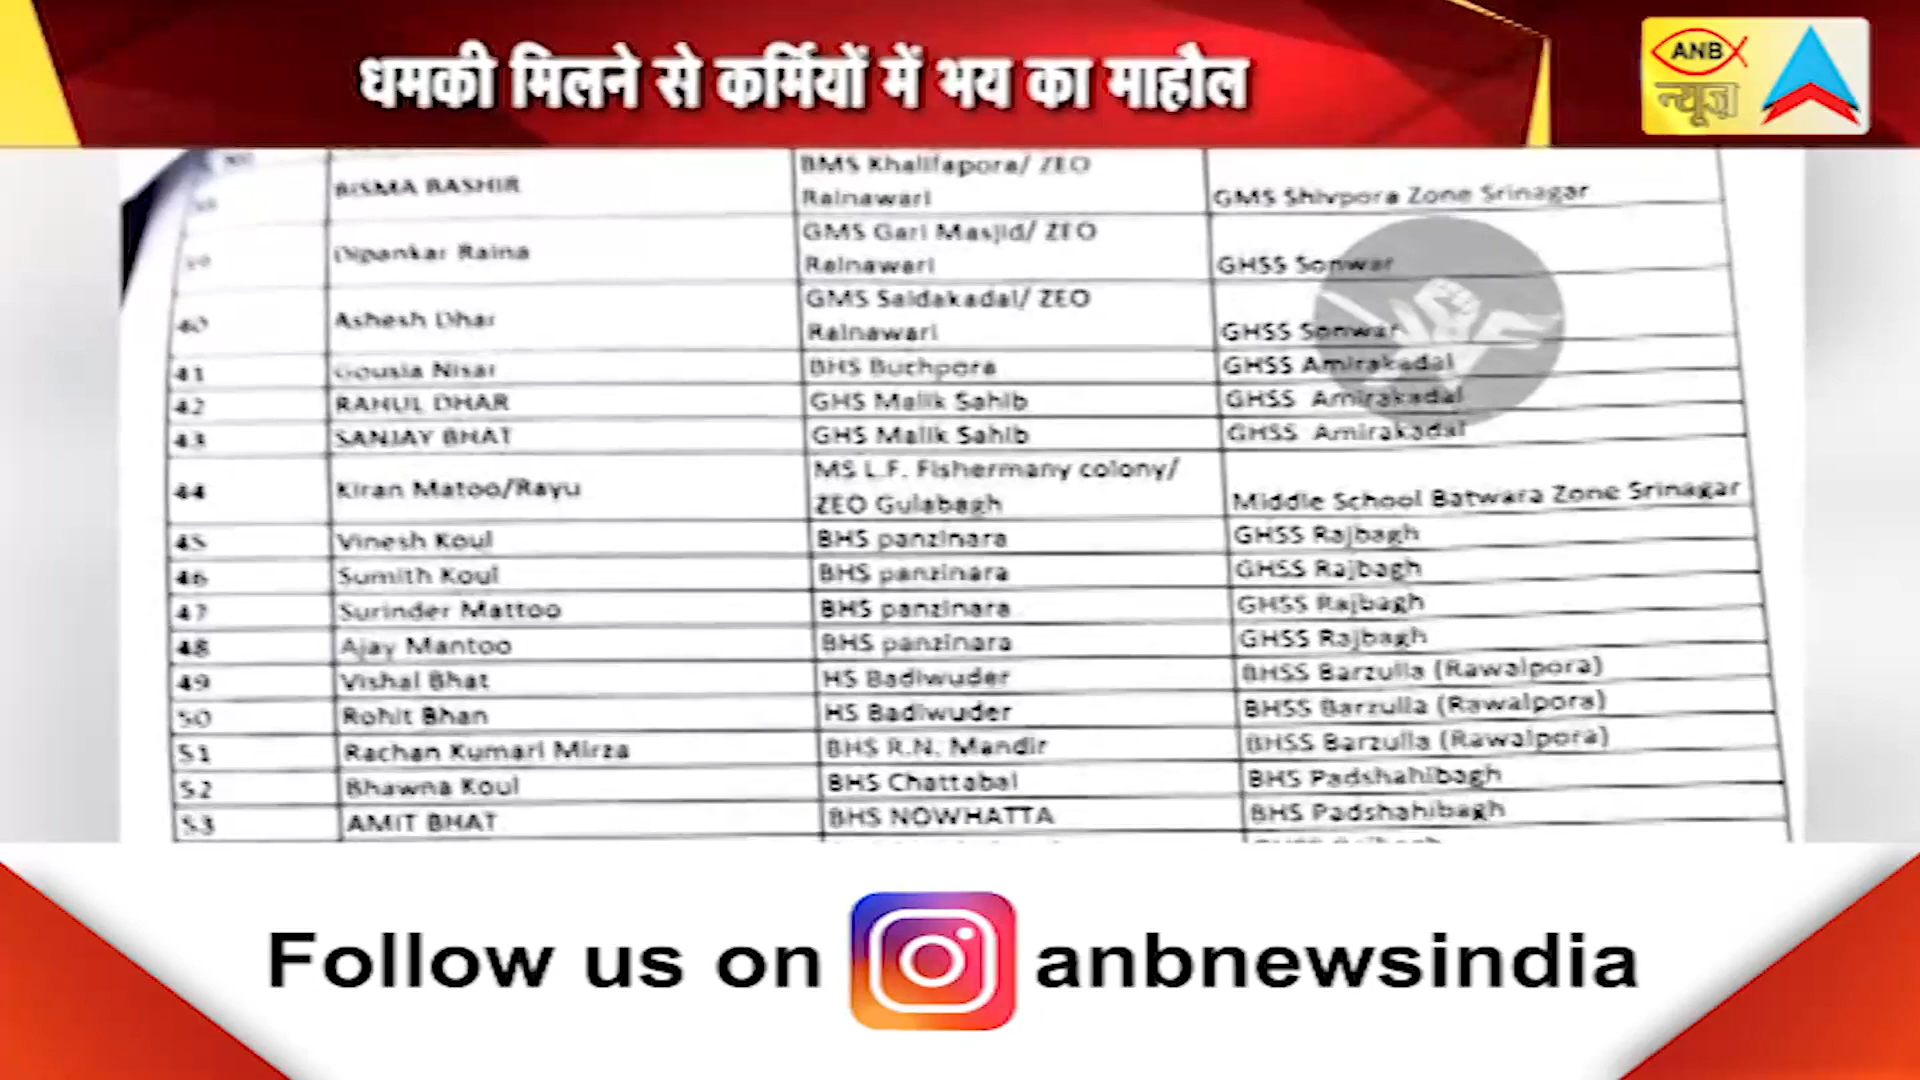 धमकी मिलने से कर्मियों में भय का माहौल
ANB
न्यूज़
BISMA BASHIR BMS Khalifapora/ ZEO
Rainawari GMS Shivpora Zone Srinagar
39 Dipankar Raina GMS Gari Masjid/ ZEO
Rainawari GHSS Sonwar
40 Ashesh Dhar GMS Saidakadal/ ZEO
Rainawari GHSS Sonwar
41 Gousia Nisar BHS Buchpora GHSS Amirakadal
42 RAHUL DHAR GHS Malik Sahib GHSS Amirakadal
43 SANJAY BHAT GHS Malik Sahib GHSS Amirakadal
44 Kiran Matoo/Rayu MS L.F. Fishermany colony/
ZEO Gulabagh Middle School Batwara Zone Srinagar
45 Vinesh Koul BHS panzinara GHSS Rajbagh
46 Sumith Koul BHS panzinara GHSS Rajbagh
47 Surinder Mattoo BHS panzinara GHSS Rajbagh
48 Ajay Mantoo BHS panzinara GHSS Rajbagh
49 Vishal Bhat HS Badiwuder BHSS Barzulla (Rawalpora)
50 Rohit Bhan HS Badiwuder BHSS Barzulla (Rawalpora)
51 Rachan Kumari Mirza BHS R.N. Mandir BHSS Barzulla (Rawalpora)
52 Bhawna Koul BHS Chattabal BHS Padshahibagh
53 AMIT BHAT BHS NOWHATTA BHS Padshahibagh
Follow us on anbnewsindia